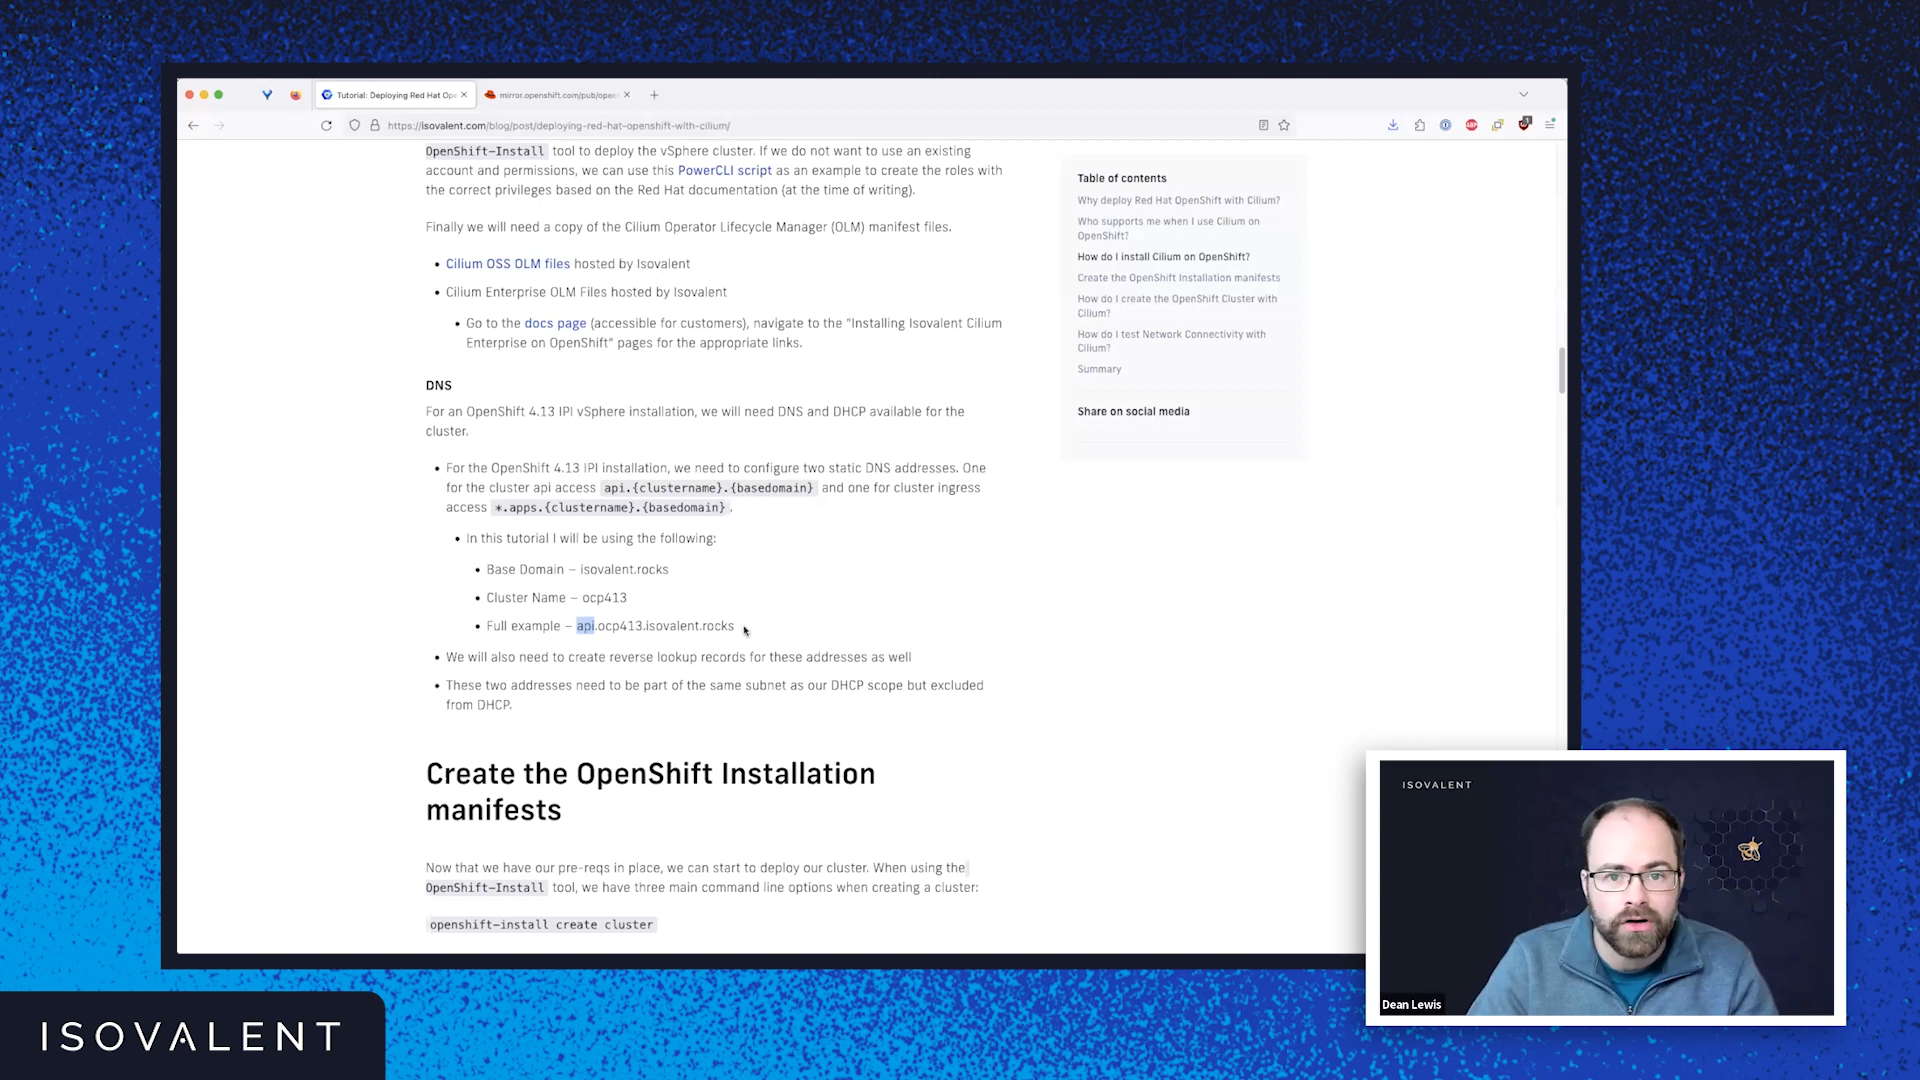 Tutorial: Deploying Red Hat Ope
mirror.openshift.com/pub/open
https://isovalent.com/blog/post/deploying-red-hat-openshift-with-cilium/
OpenShift-Install tool to deploy the vSphere cluster. If we do not want to use an existing
account and permissions, we can use this PowerCLI script as an example to create the roles with
the correct privileges based on the Red Hat documentation (at the time of writing).
Finally we will need a copy of the Cilium Operator Lifecycle Manager (OLM) manifest files.
• Cilium OSS OLM files hosted by Isovalent
• Cilium Enterprise OLM Files hosted by Isovalent
• Go to the docs page (accessible for customers), navigate to the “Installing Isovalent Cilium
Enterprise on OpenShift” pages for the appropriate links.
DNS
For an OpenShift 4.13 IPI vSphere installation, we will need DNS and DHCP available for the
cluster.
• For the OpenShift 4.13 IPI installation, we need to configure two static DNS addresses. One
for the cluster api access api.{clustername}.{basedomain} and one for cluster ingress
access *.apps.{clustername}.{basedomain}.
• In this tutorial I will be using the following:
• Base Domain – isovalent.rocks
• Cluster Name – ocp413
• Full example – api.ocp413.isovalent.rocks
• We will also need to create reverse lookup records for these addresses as well
• These two addresses need to be part of the same subnet as our DHCP scope but excluded
from DHCP.
Create the OpenShift Installation
manifests
Now that we have our pre-reqs in place, we can start to deploy our cluster. When using the
OpenShift-Install tool, we have three main command line options when creating a cluster:
openshift-install create cluster
Table of contents
Why deploy Red Hat OpenShift with Cilium?
Who supports me when I use Cilium on
OpenShift?
How do I install Cilium on OpenShift?
Create the OpenShift Installation manifests
How do I create the OpenShift Cluster with
Cilium?
How do I test Network Connectivity with
Cilium?
Summary
Share on social media
ISOVALENT
Dean Lewis
ISOVALENT